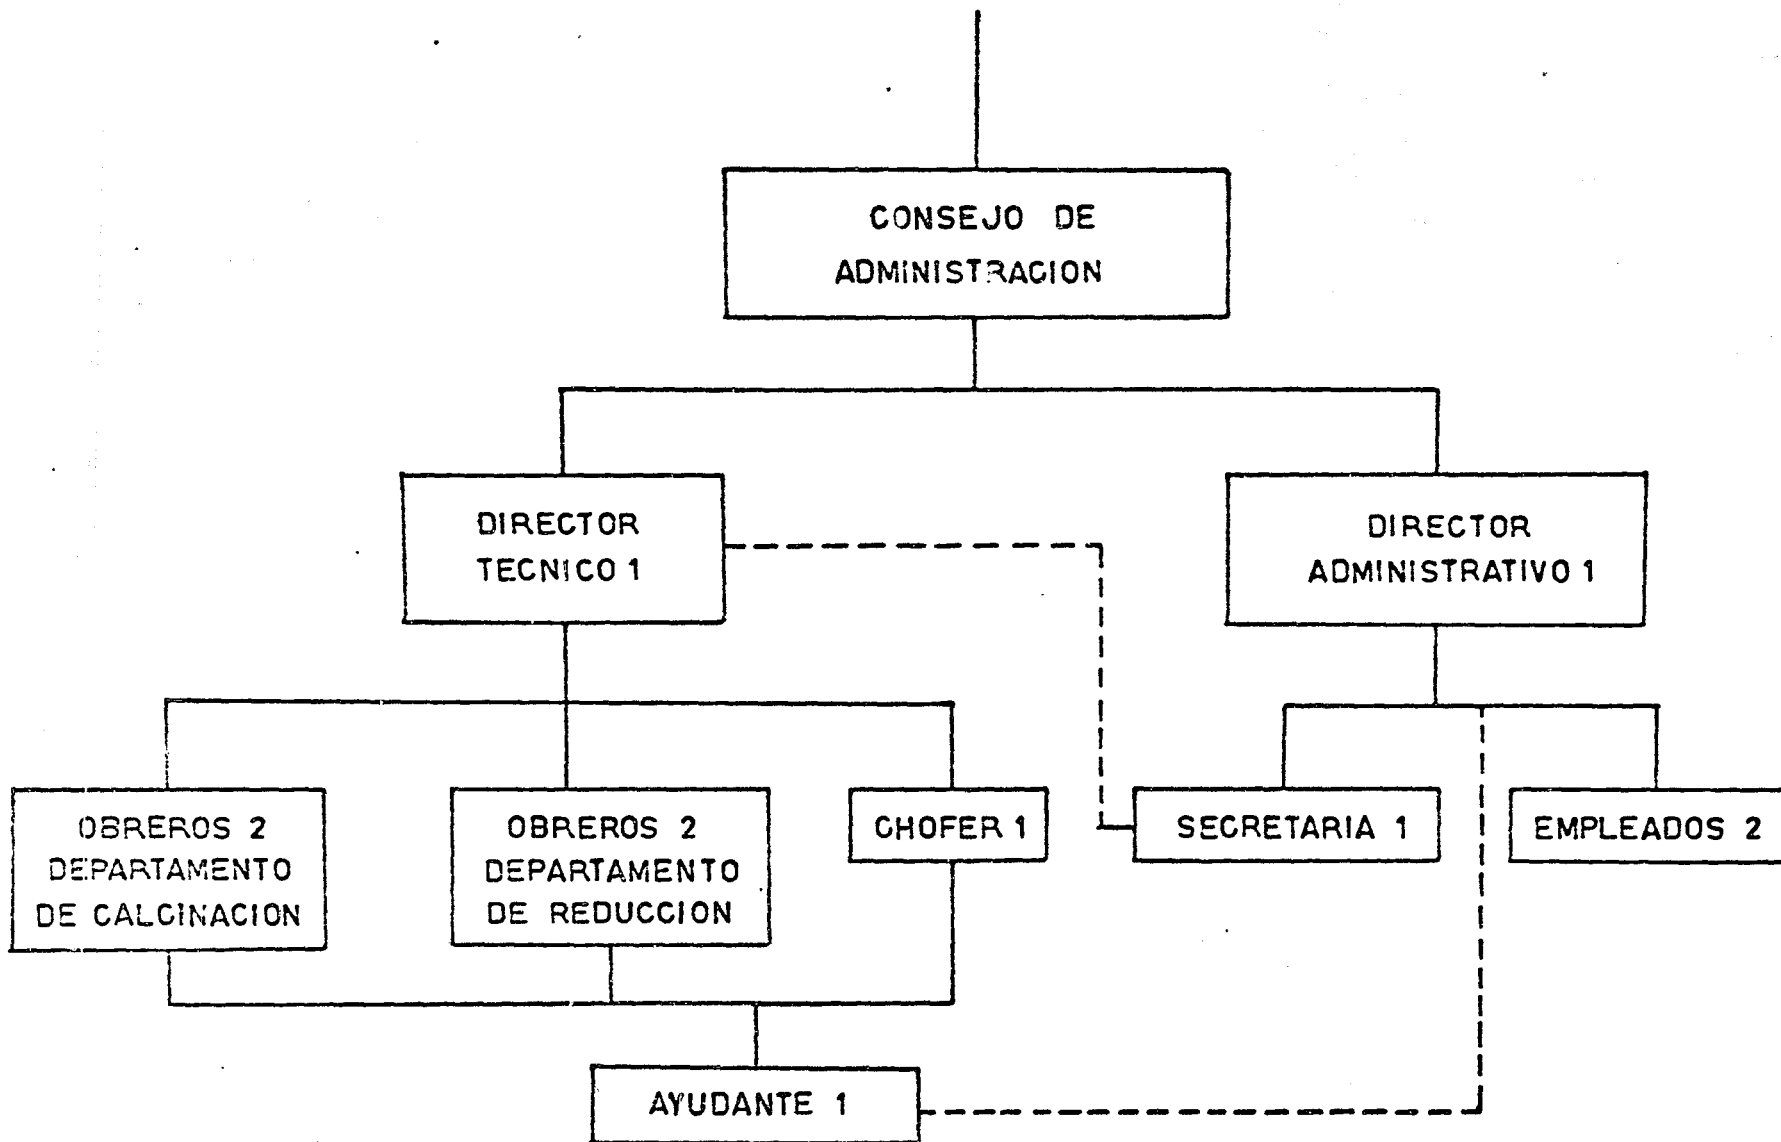 CONSEJO DE
ADMINISTRACION
DIRECTOR
TECNICO 1
DIRECTOR
ADMINISTRATIVO 1
OBREROS 2
DEPARTAMENTO
DE CALCINACION
OBREROS 2
DEPARTAMENTO
DE REDUCCION
CHOFER 1
SECRETARIA 1
EMPLEADOS 2
AYUDANTE 1